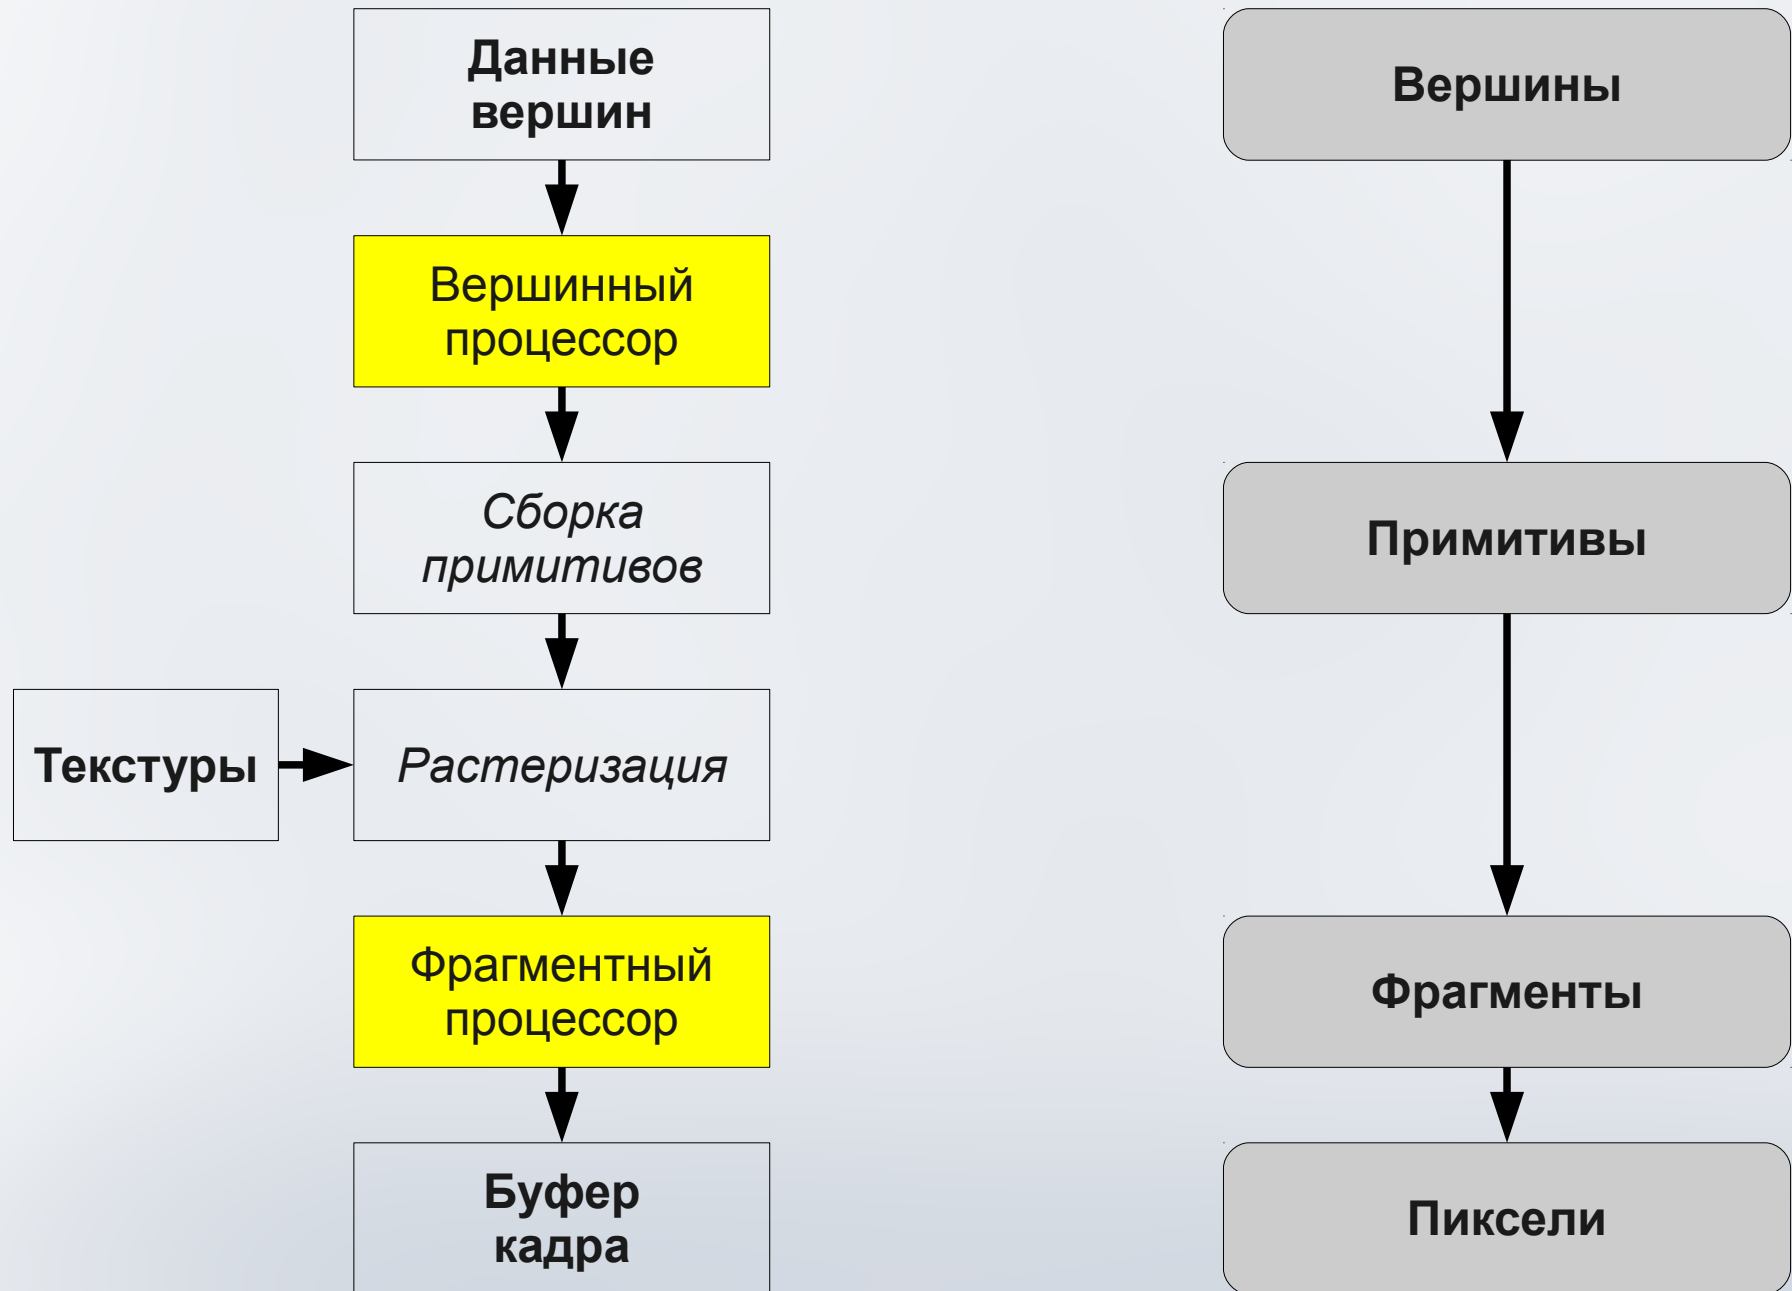 Данные
вершин
Вершины
Вершинный
процессор
Сборка
примитивов
Примитивы
Текстуры
Растеризация
Фрагментный
процессор
Фрагменты
Буфер
кадра
Пиксели